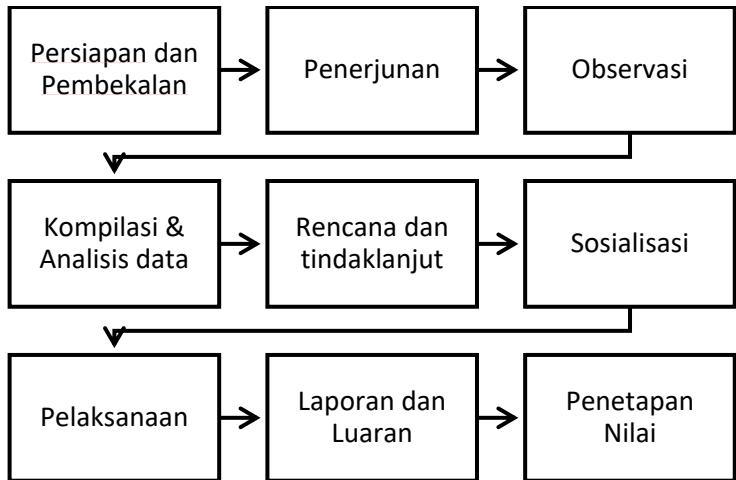 Persiapan dan
Pembekalan
Penerjunan
Observasi
Kompilasi &
Analisis data
Rencana dan
tindaklanjut
Sosialisasi
Pelaksanaan
Laporan dan
Luaran
Penetapan
Nilai